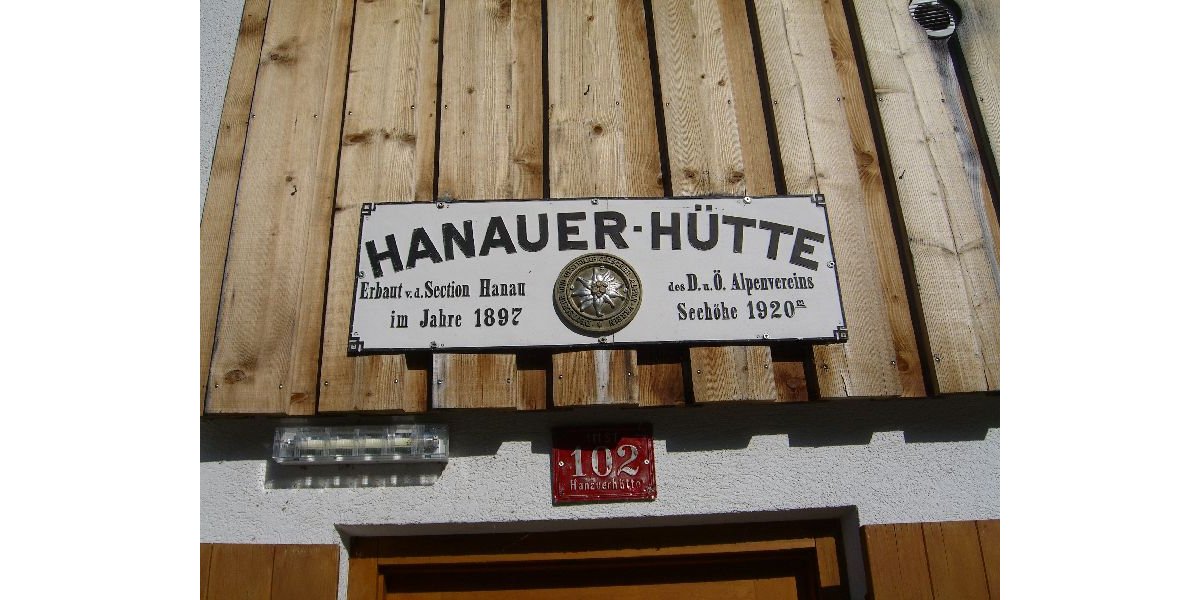 HANAUER-HÜTTE
Erbaut v. d. Section Hanau
im Jahre 1897
des D. u. Ö. Alpenvereins
Seehöhe 1920m
102
Hanauerhütte